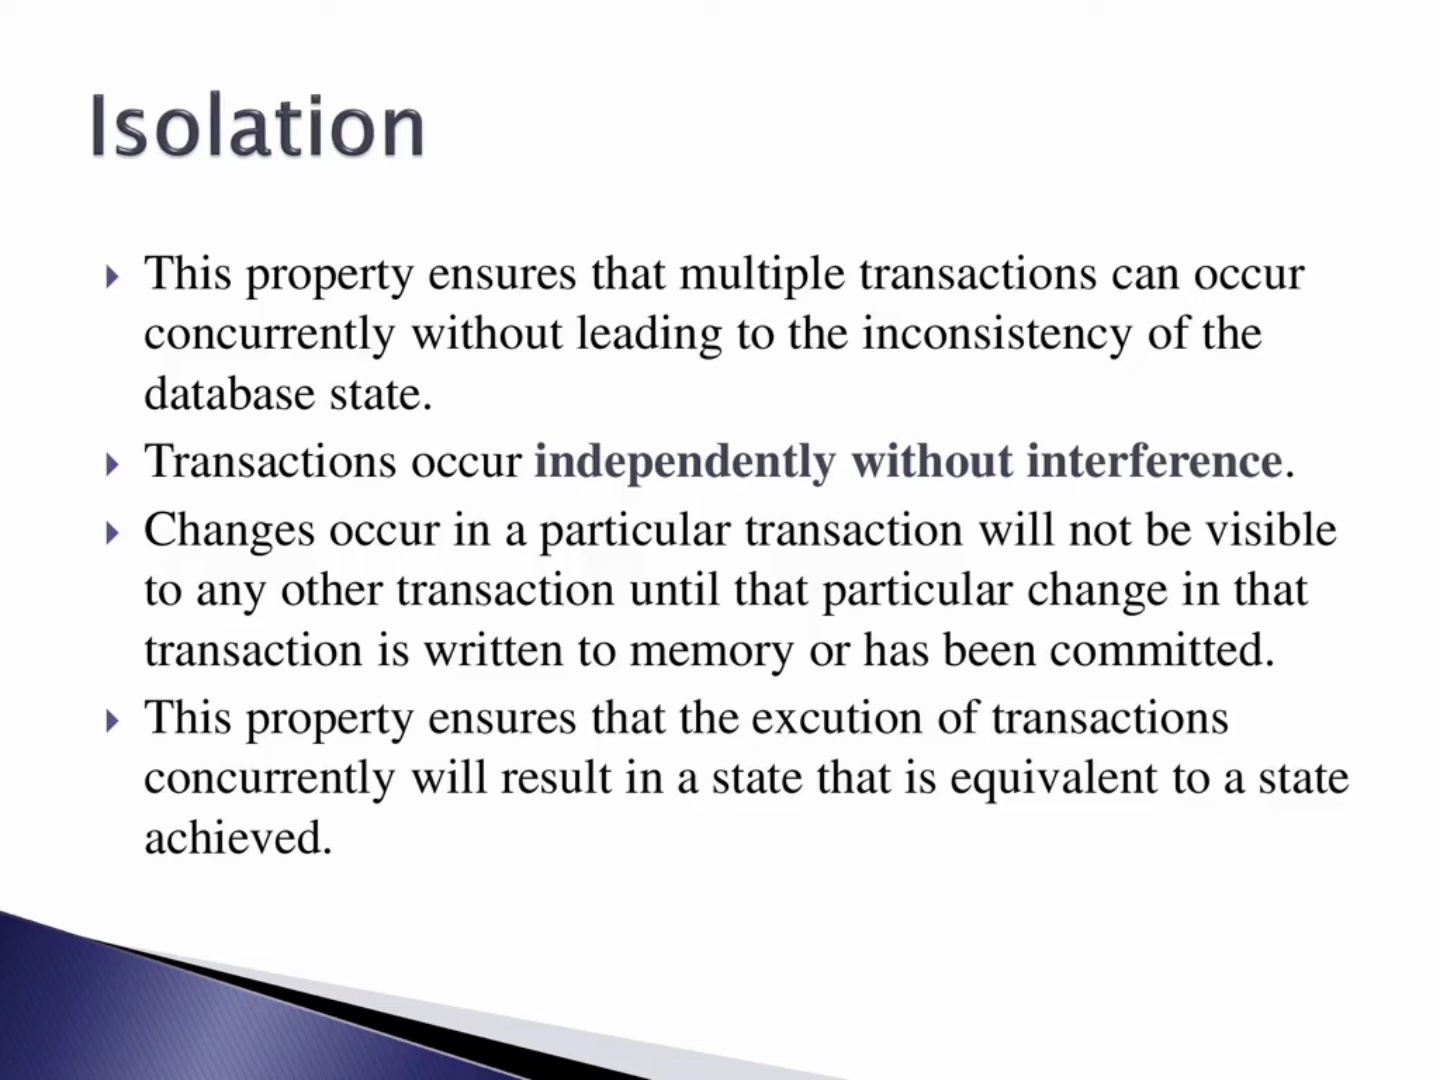 Isolation
This property ensures that multiple transactions can occur
concurrently without leading to the inconsistency of the
database state.
Transactions occur independently without interference.
Changes occur in a particular transaction will not be visible
to any other transaction until that particular change in that
transaction is written to memory or has been committed.
This property ensures that the excution of transactions
concurrently will result in a state that is equivalent to a state
achieved.